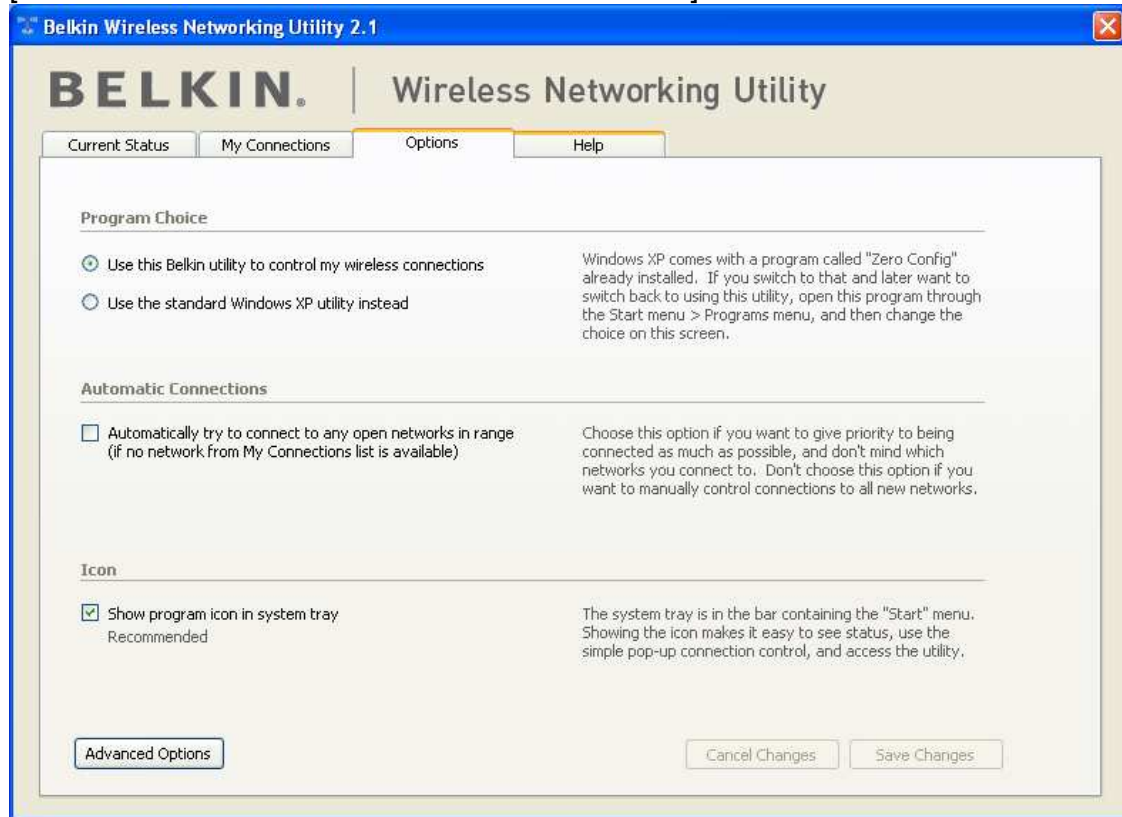 Belkin Wireless Networking Utility 2.1
BELKIN. Wireless Networking Utility
Current Status My Connections Options Help
Program Choice
Use this Belkin utility to control my wireless connections
Use the standard Windows XP utility instead
Windows XP comes with a program called "Zero Config"
already installed. If you switch to that and later want to
switch back to using this utility, open this program through
the Start menu > Programs menu, and then change the
choice on this screen.
Automatic Connections
Automatically try to connect to any open networks in range
(if no network from My Connections list is available)
Choose this option if you want to give priority to being
connected as much as possible, and don't mind which
networks you connect to. Don't choose this option if you
want to manually control connections to all new networks.
Icon
Show program icon in system tray
Recommended
The system tray is in the bar containing the "Start" menu.
Showing the icon makes it easy to see status, use the
simple pop-up connection control, and access the utility.
Advanced Options Cancel Changes Save Changes